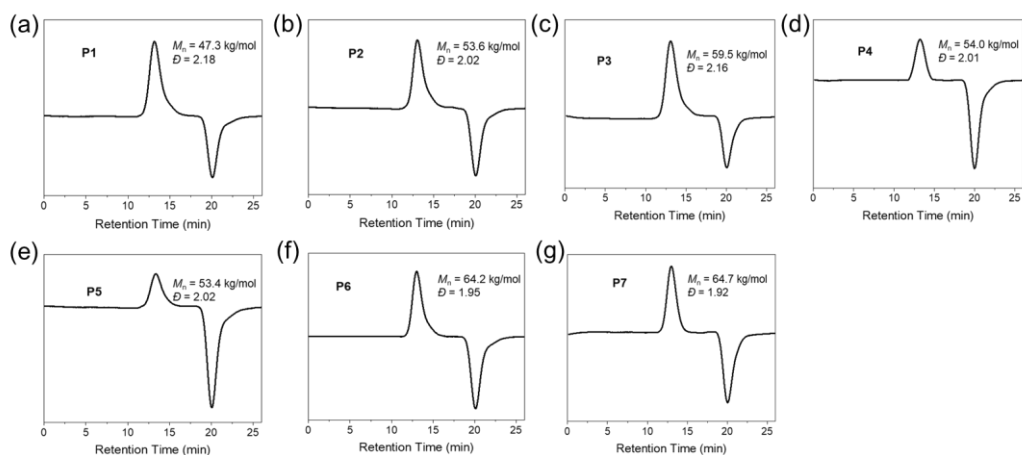 (a)
P1
Mn = 47.3 kg/mol
Đ = 2.18
0 5 10 15 20 25
Retention Time (min)
(b)
P2
Mn = 53.6 kg/mol
Đ = 2.02
0 5 10 15 20 25
Retention Time (min)
(c)
P3
Mn = 59.5 kg/mol
Đ = 2.16
0 5 10 15 20 25
Retention Time (min)
(d)
P4
Mn = 54.0 kg/mol
Đ = 2.01
0 5 10 15 20 25
Retention Time (min)
(e)
P5
Mn = 53.4 kg/mol
Đ = 2.02
0 5 10 15 20 25
Retention Time (min)
(f)
P6
Mn = 64.2 kg/mol
Đ = 1.95
0 5 10 15 20 25
Retention Time (min)
(g)
P7
Mn = 64.7 kg/mol
Đ = 1.92
0 5 10 15 20 25
Retention Time (min)